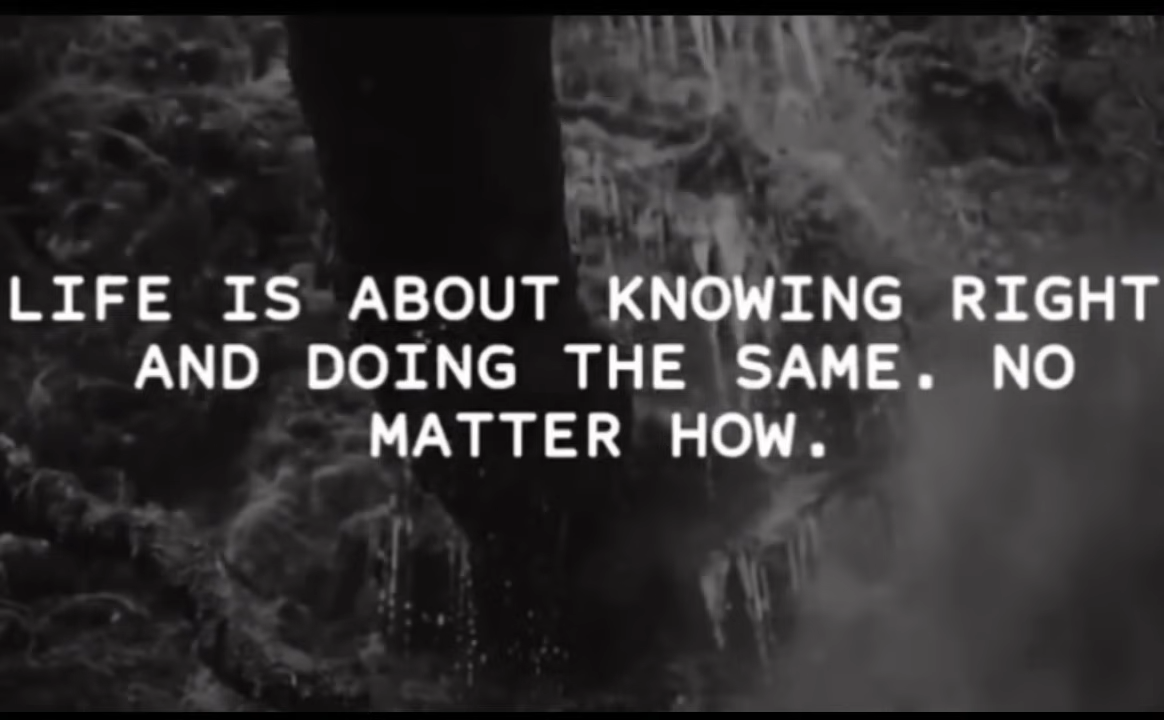 LIFE IS ABOUT KNOWING RIGHT
AND DOING THE SAME. NO
MATTER HOW.